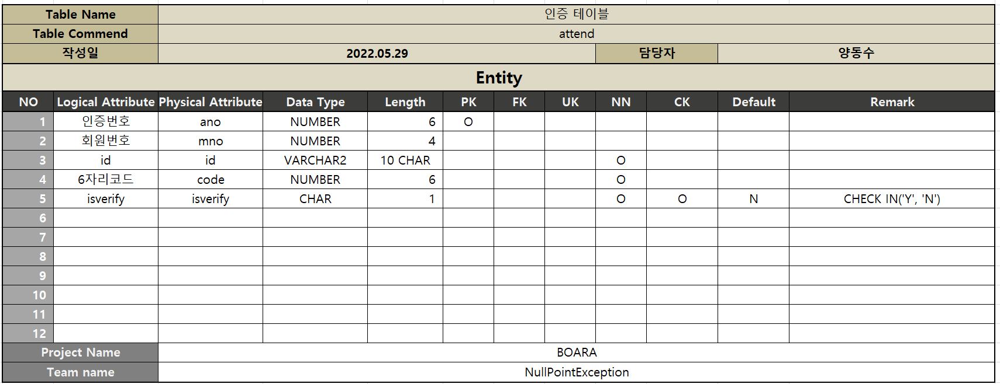 Table Name 인증 테이블
Table Commend attend
작성일 2022.05.29 담당자 양동수
Entity
NO Logical Attribute Physical Attribute Data Type Length PK FK UK NN CK Default Remark
1 인증번호 ano NUMBER 6 O
2 회원번호 mno NUMBER 4
3 id id VARCHAR2 10 CHAR O
4 6자리코드 code NUMBER 6 O
5 isverify isverify CHAR 1 O O N CHECK IN('Y', 'N')
6
7
8
9
10
11
12
Project Name BOARA
Team name NullPointException